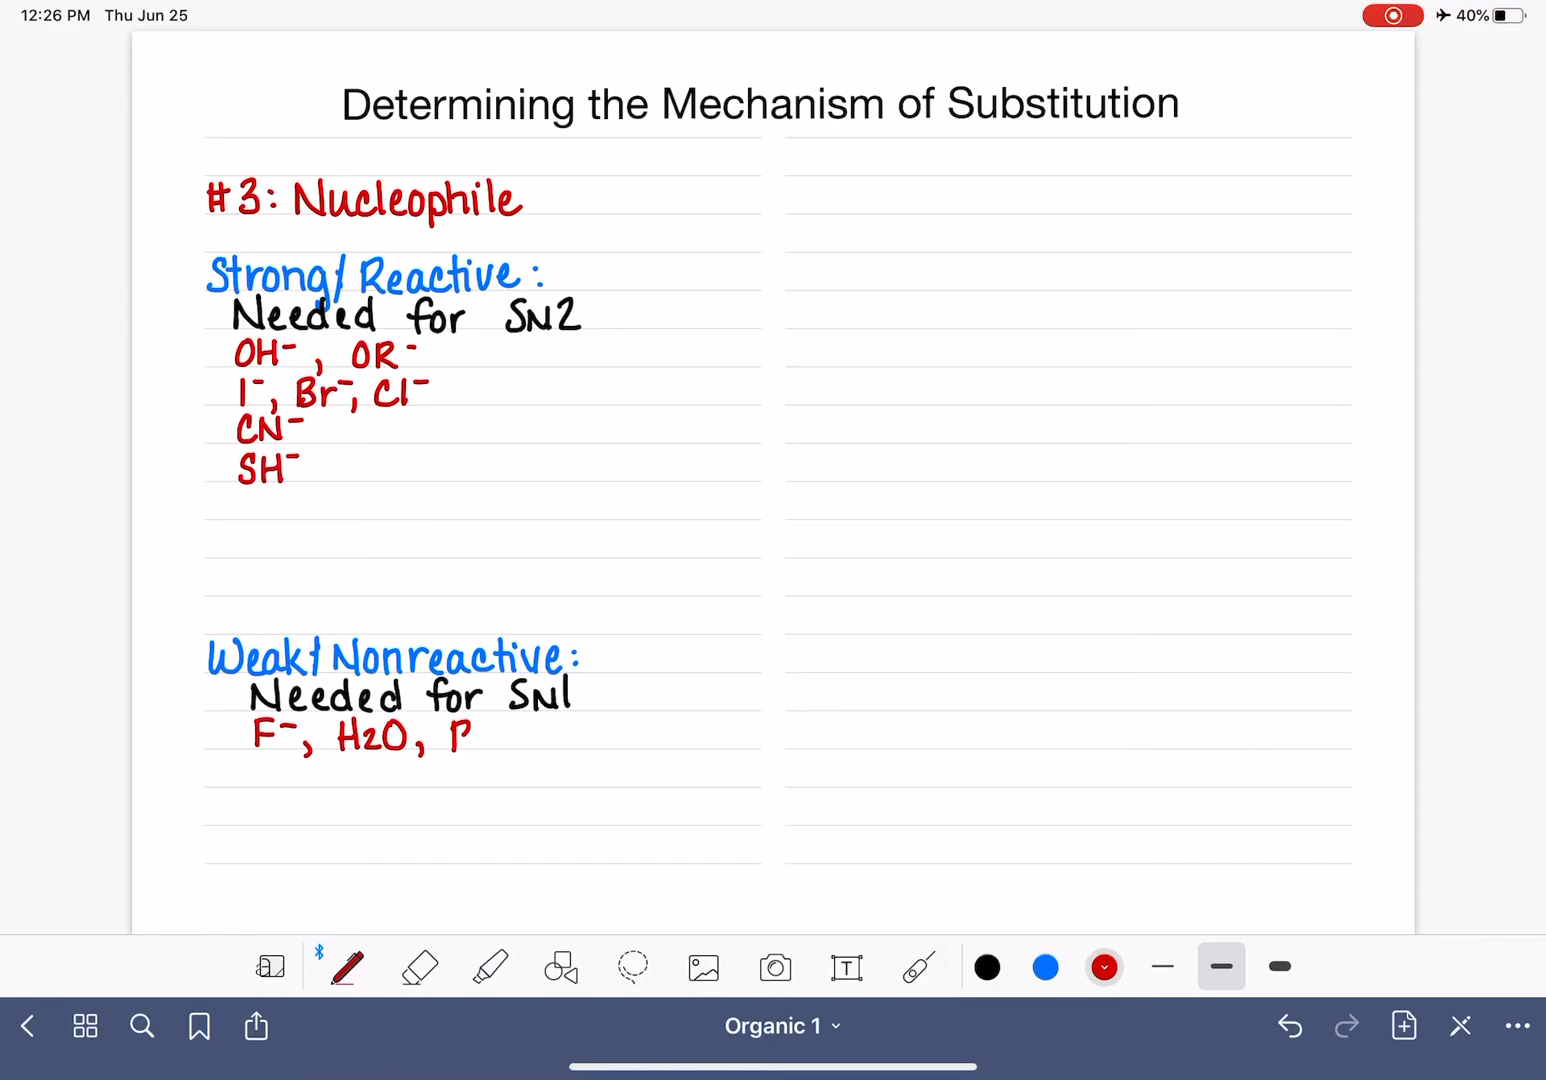 12:26 PM Thu Jun 25
40%
Determining the Mechanism of Substitution
#3: Nucleophile
Strong/Reactive:
Needed for SN2
OH⁻, OR⁻
I⁻, Br⁻, Cl⁻
CN⁻
SH⁻
Weak/Nonreactive:
Needed for SN1
F⁻, H2O,
T
Organic 1